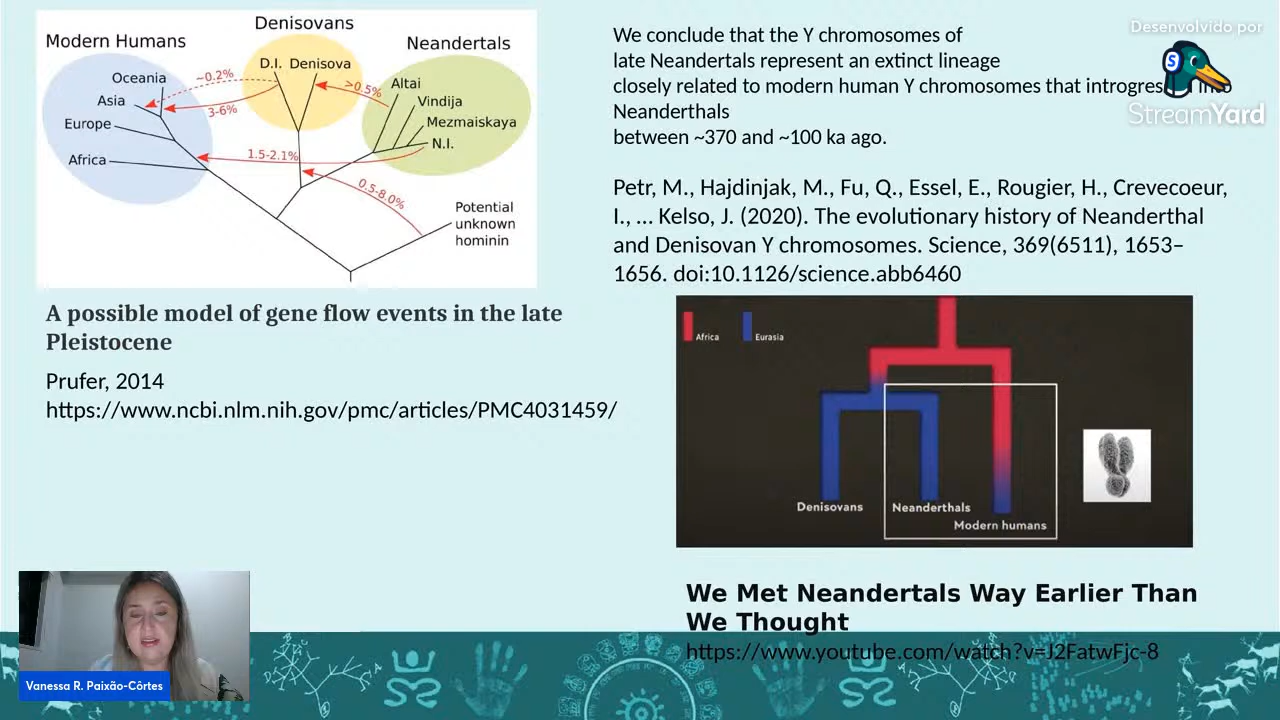 Denisovans
Modern Humans
Neandertals
D.I. Denisova
Oceania
~0.2%
>0.5%
Altai
Asia
3-6%
Vindija
Europe
Mezmaiskaya
N.I.
Africa
1.5-2.1%
0.5-8.0%
Potential
unknown
hominin
A possible model of gene flow events in the late
Pleistocene
Prufer, 2014
https://www.ncbi.nlm.nih.gov/pmc/articles/PMC4031459/
We conclude that the Y chromosomes of
late Neandertals represent an extinct lineage
closely related to modern human Y chromosomes that
Neanderthals
between ~370 and ~100 ka ago.
Petr, M., Hajdinjak, M., Fu, Q., Essel, E., Rougier, H., Crevecoeur,
I., … Kelso, J. (2020). The evolutionary history of Neanderthal
and Denisovan Y chromosomes. Science, 369(6511), 1653–
1656. doi:10.1126/science.abb6460
Desenvolvido por
S
StreamYard
Africa
Eurasia
Denisovans
Neanderthals
Modern humans
We Met Neandertals Way Earlier Than
We Thought
https://www.youtube.com/watch?v=J2FatwFjc-8
Vanessa R. Paixão-Côrtes